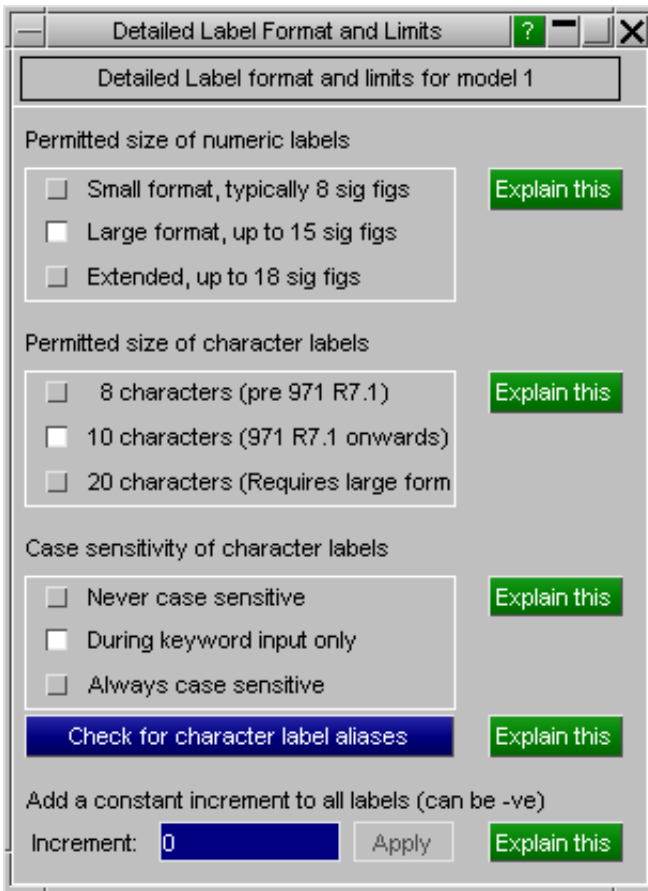 Detailed Label Format and Limits ?
Detailed Label format and limits for model 1
Permitted size of numeric labels
Small format, typically 8 sig figs Explain this
Large format, up to 15 sig figs
Extended, up to 18 sig figs
Permitted size of character labels
8 characters (pre 971 R7.1) Explain this
10 characters (971 R7.1 onwards)
20 characters (Requires large form
Case sensitivity of character labels
Never case sensitive Explain this
During keyword input only
Always case sensitive
Check for character label aliases Explain this
Add a constant increment to all labels (can be -ve)
Increment: 0 Apply Explain this